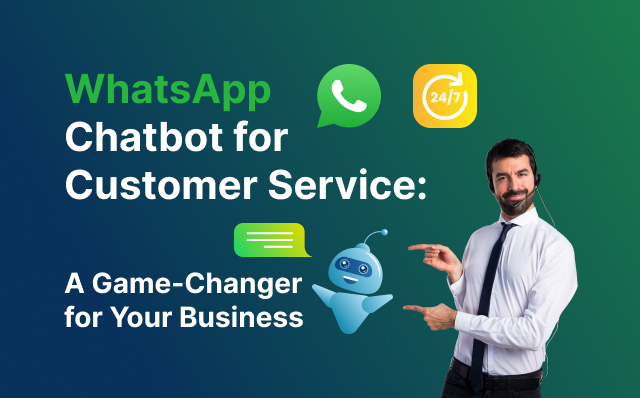 WhatsApp
24/7
Chatbot for
Customer Service:
A Game-Changer
for Your Business